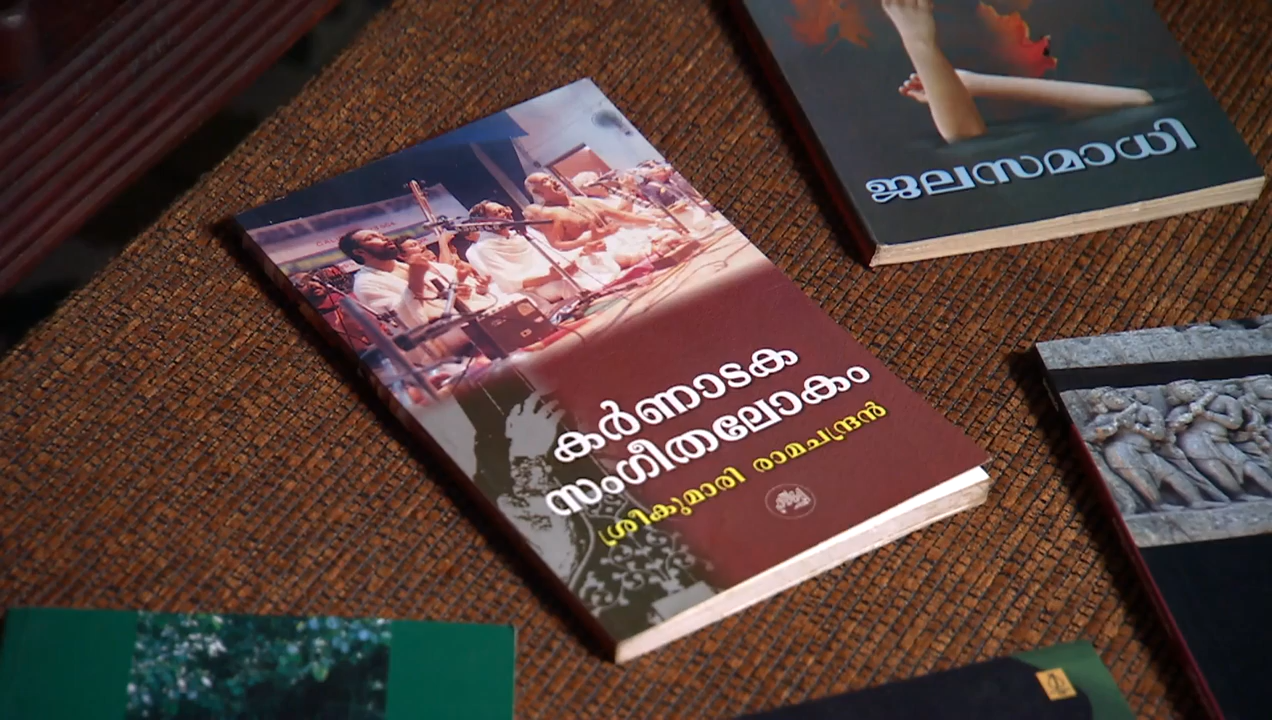 ജലസമാധി
കർണാടക
സംഗീതലോകം
ശ്രീകുമാരി രാമചന്ദ്രൻ